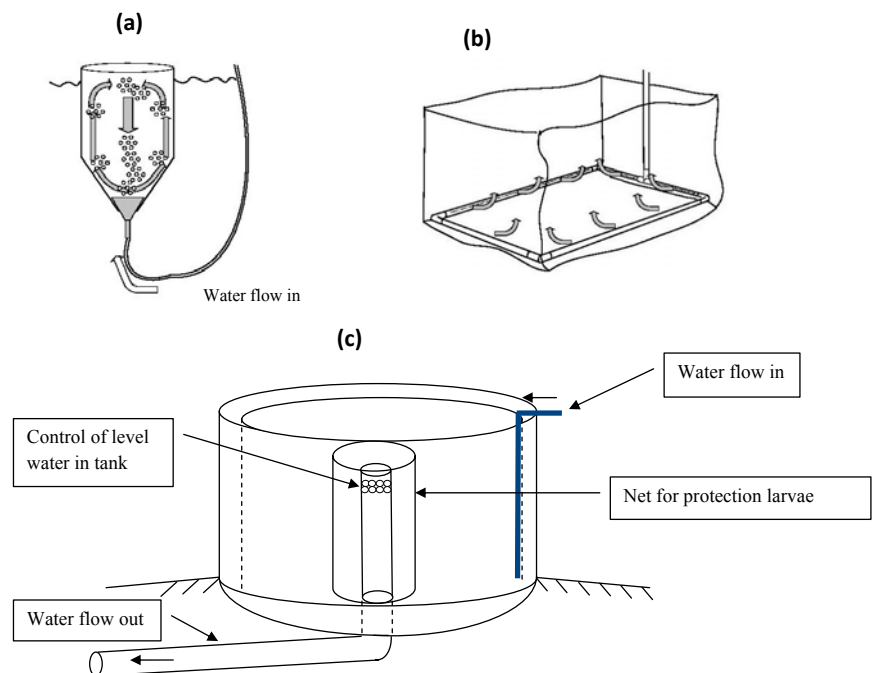 (a)
(b)
Water flow in
(c)
Water flow in
Control of level
water in tank
Net for protection larvae
Water flow out